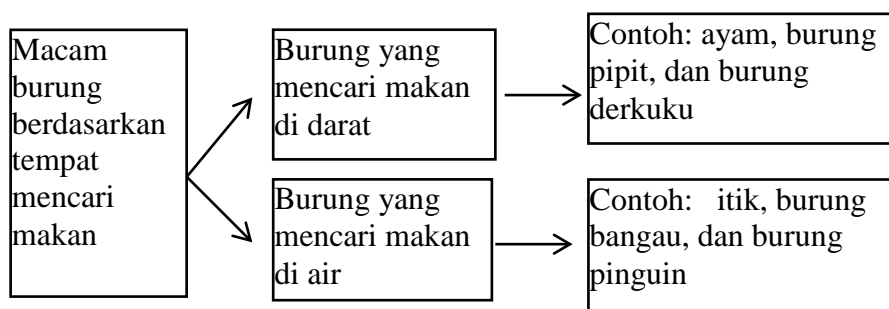 Macam
burung
berdasarkan
tempat
mencari
makan
Burung yang
mencari makan
di darat
Contoh: ayam, burung
pipit, dan burung
derkuku
Burung yang
mencari makan
di air
Contoh: itik, burung
bangau, dan burung
pinguin